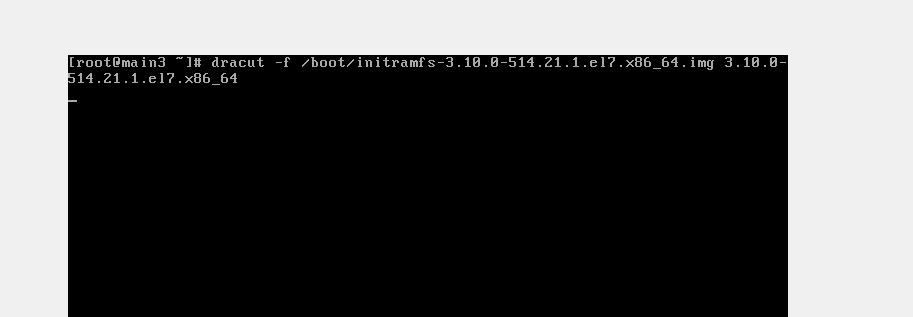 [root@main3 ~]# dracut -f /boot/initramfs-3.10.0-514.21.1.el7.x86_64.img 3.10.0-
514.21.1.el7.x86_64